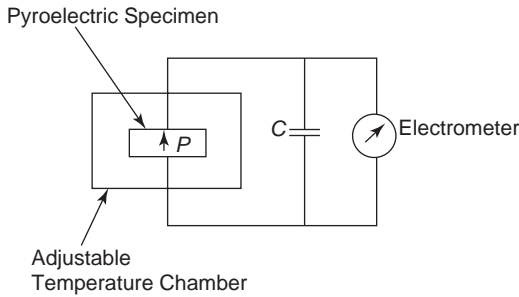 Pyroelectric Specimen
P
C
Electrometer
Adjustable
Temperature Chamber